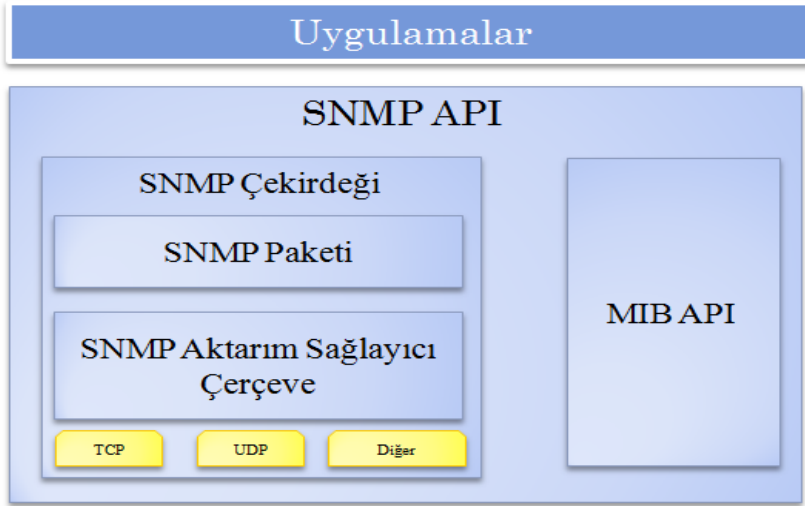 Uygulamalar
SNMP API
SNMP Çekirdeği
SNMP Paketi
SNMP Aktarım Sağlayıcı
Çerçeve
TCP
UDP
Diğer
MIB API